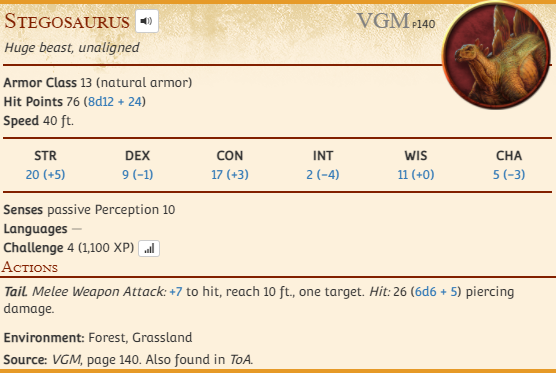 Stegosaurus VGM p140
Huge beast, unaligned
Armor Class 13 (natural armor)
Hit Points 76 (8d12 + 24)
Speed 40 ft.
STR DEX CON INT WIS CHA
20 (+5) 9 (−1) 17 (+3) 2 (−4) 11 (+0) 5 (−3)
Senses passive Perception 10
Languages —
Challenge 4 (1,100 XP)
Actions
Tail. Melee Weapon Attack: +7 to hit, reach 10 ft., one target. Hit: 26 (6d6 + 5) piercing
damage.
Environment: Forest, Grassland
Source: VGM, page 140. Also found in ToA.